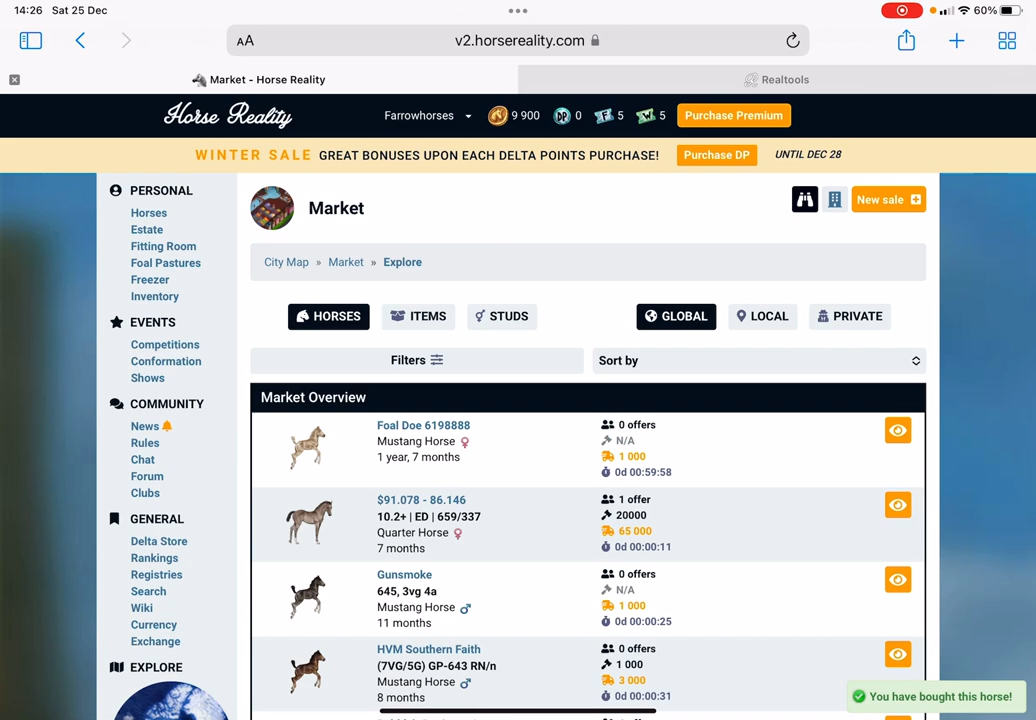 14:26 Sat 25 Dec
60%
AA
v2.horsereality.com
Market - Horse Reality
Realtools
Horse Reality
Farrowhorses
9 900
DP 0
F 5
W 5
Purchase Premium
WINTER SALE GREAT BONUSES UPON EACH DELTA POINTS PURCHASE!
Purchase DP
UNTIL DEC 28
PERSONAL
Horses
Estate
Fitting Room
Foal Pastures
Freezer
Inventory
EVENTS
Competitions
Conformation
Shows
COMMUNITY
News
Rules
Chat
Forum
Clubs
GENERAL
Delta Store
Rankings
Registries
Search
Wiki
Currency
Exchange
EXPLORE
Market
New sale
City Map » Market » Explore
HORSES
ITEMS
STUDS
GLOBAL
LOCAL
PRIVATE
Filters
Sort by
Market Overview
Foal Doe 6198888
Mustang Horse ♀
1 year, 7 months
0 offers
N/A
1 000
0d 00:59:58
$91.078 - 86.146
10.2+ | ED | 659/337
Quarter Horse ♀
7 months
1 offer
20000
65 000
0d 00:00:11
Gunsmoke
645, 3vg 4a
Mustang Horse ♂
11 months
0 offers
N/A
1 000
0d 00:00:25
HVM Southern Faith
(7VG/5G) GP-643 RN/n
Mustang Horse ♂
8 months
0 offers
1 000
3 000
0d 00:00:31
You have bought this horse!